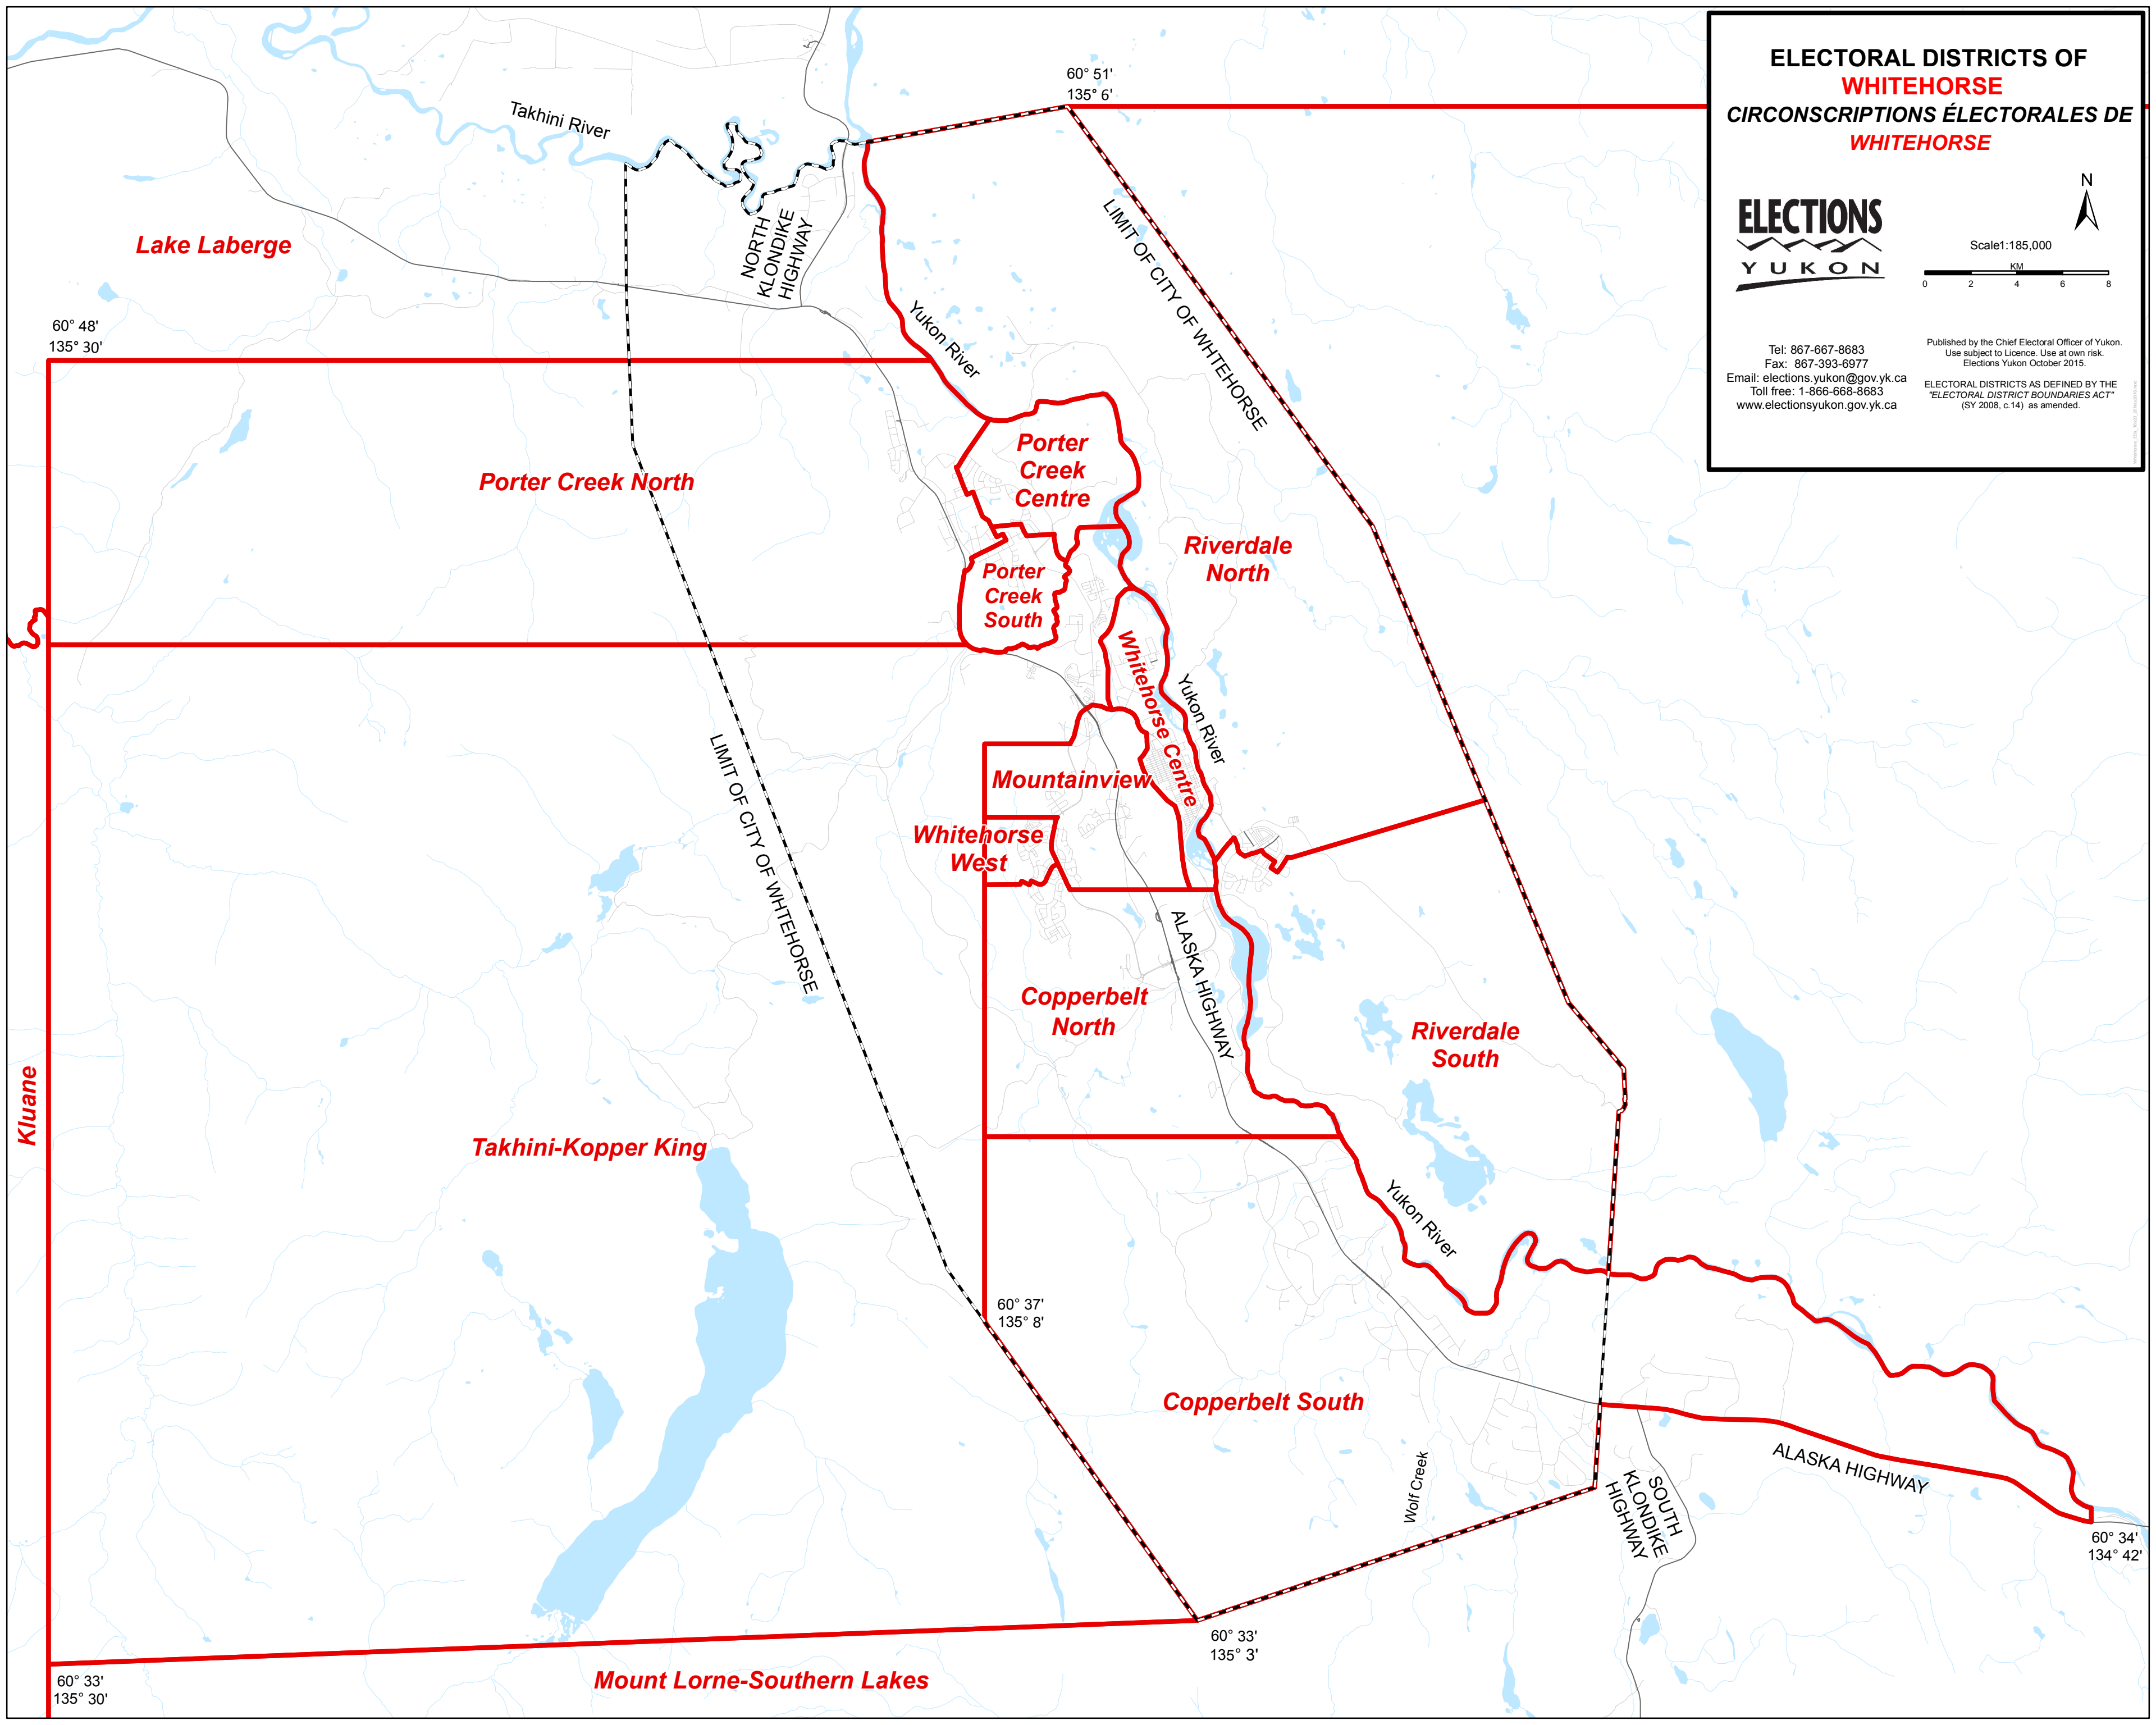 ELECTORAL DISTRICTS OF
WHITEHORSE
CIRCONSCRIPTIONS ÉLECTORALES DE
WHITEHORSE
ELECTIONS
YUKON
N
Scale1:185,000
KM
0 2 4 6 8
Tel: 867-667-8683
Fax: 867-393-6977
Email: elections.yukon@gov.yk.ca
Toll free: 1-866-668-8683
www.electionsyukon.gov.yk.ca
Published by the Chief Electoral Officer of Yukon.
Use subject to Licence. Use at own risk.
Elections Yukon October 2015.
ELECTORAL DISTRICTS AS DEFINED BY THE
"ELECTORAL DISTRICT BOUNDARIES ACT"
(SY 2008, c.14) as amended.
60° 51'
135° 6'
Takhini River
NORTH
KLONDIKE
HIGHWAY
Lake Laberge
LIMIT OF CITY OF WHTEHORSE
60° 48'
135° 30'
Yukon River
Porter Creek North
Porter
Creek
Centre
Riverdale
North
Porter
Creek
South
Whitehorse Centre
Yukon River
LIMIT OF CITY OF WHTEHORSE
Mountainview
Whitehorse
West
ALASKA HIGHWAY
Copperbelt
North
Riverdale
South
Kluane
Takhini-Kopper King
Yukon River
60° 37'
135° 8'
Copperbelt South
Wolf Creek
SOUTH
KLONDIKE
HIGHWAY
ALASKA HIGHWAY
60° 34'
134° 42'
60° 33'
135° 3'
60° 33'
135° 30'
Mount Lorne-Southern Lakes